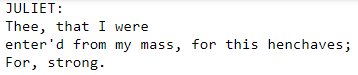 JULIET:
Thee, that I were
enter'd from my mass, for this henchaves;
For, strong.